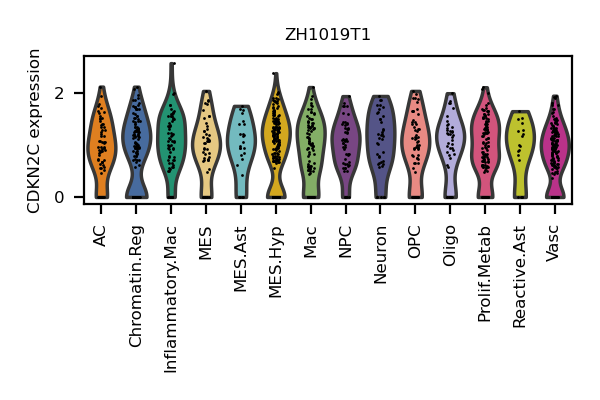 ZH1019T1
CDKN2C expression
2
0
AC
Chromatin.Reg
Inflammatory.Mac
MES
MES.Ast
MES.Hyp
Mac
NPC
Neuron
OPC
Oligo
Prolif.Metab
Reactive.Ast
Vasc